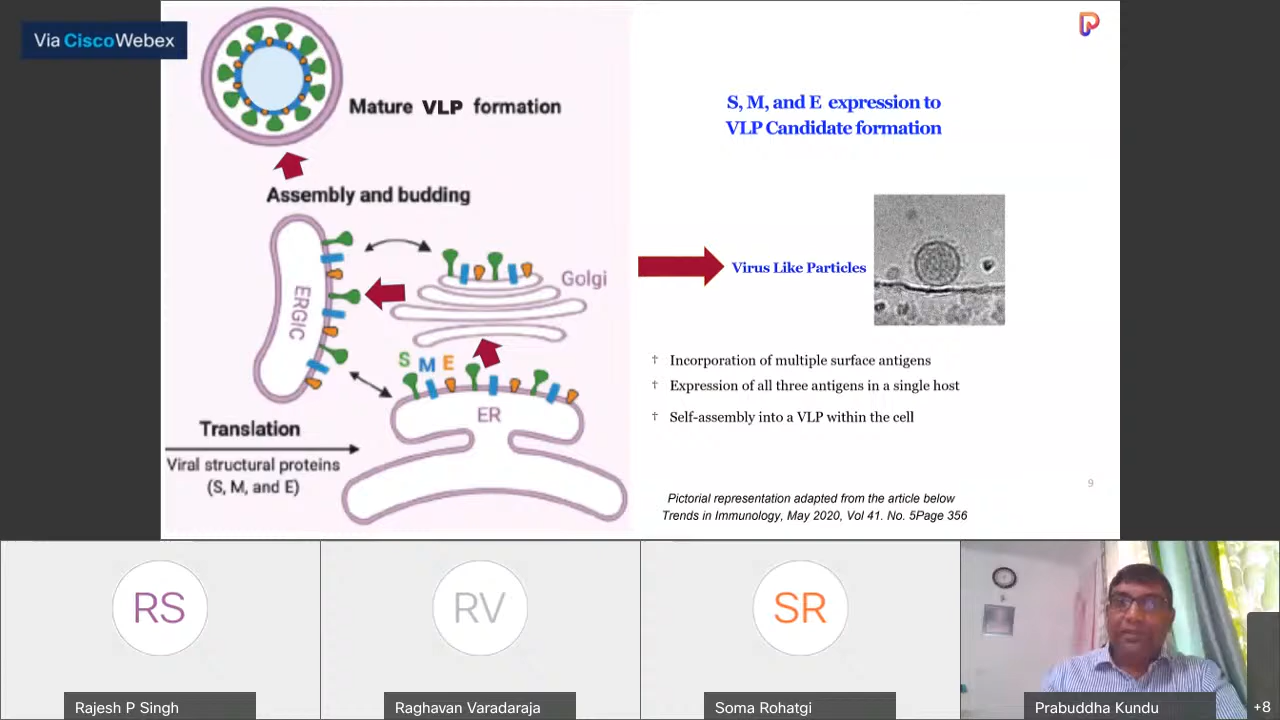 Via CiscoWebex
Mature VLP formation
Assembly and budding
ERGIC
Golgi
S M E
ER
Translation
Viral structural proteins
(S, M, and E)
S, M, and E expression to
VLP Candidate formation
Virus Like Particles
† Incorporation of multiple surface antigens
† Expression of all three antigens in a single host
† Self-assembly into a VLP within the cell
9
Pictorial representation adapted from the article below
Trends in Immunology, May 2020, Vol 41. No. 5Page 356
RS
RV
SR
Rajesh P Singh
Raghavan Varadaraja
Soma Rohatgi
Prabuddha Kundu
+8